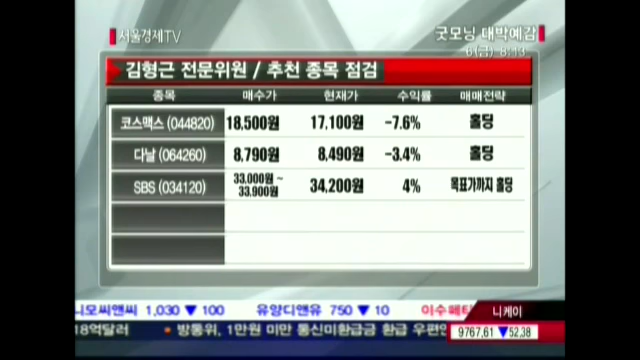 서울경제TV
굿모닝 대박예감
6(금) 8:13
김형근 전문위원 / 추천 종목 점검
종목 매수가 현재가 수익률 매매전략
코스맥스 (044820) 18,500원 17,100원 -7.6% 홀딩
다날 (064260) 8,790원 8,490원 -3.4% 홀딩
SBS (034120) 33.000원 ~ 33.900원 34,200원 4% 목표가까지 홀딩
니모씨앤씨 1,030 ▼ 100 유양디앤유 750 ▼ 10 이수페타 니케이
18억달러 • 방통위, 1만원 미만 통신미환급금 환급 우편안 9767.61 ▼52.38